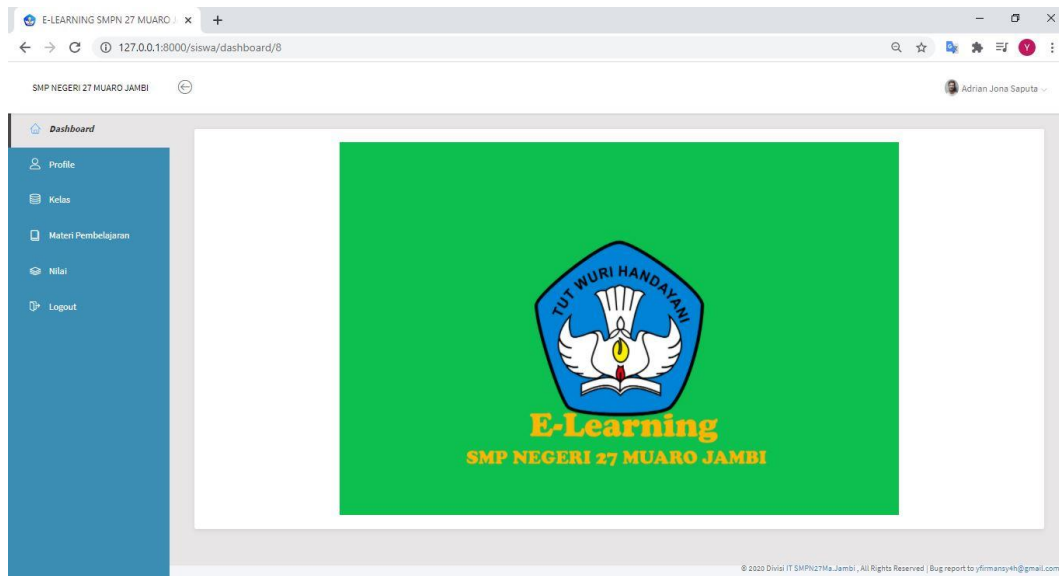 E-LEARNING SMPN 27 MUARO J
127.0.0.1:8000/siswa/dashboard/8
Y
SMP NEGERI 27 MUARO JAMBI
Adrian Jona Saputa
Dashboard
Profile
Kelas
Materi Pembelajaran
Nilai
Logout
TUT WURI HANDAYANI
E-Learning
SMP NEGERI 27 MUARO JAMBI
© 2020 Divisi IT SMPN27Ma.Jambi , All Rights Reserved | Bug report to yfirmansy4h@gmail.com